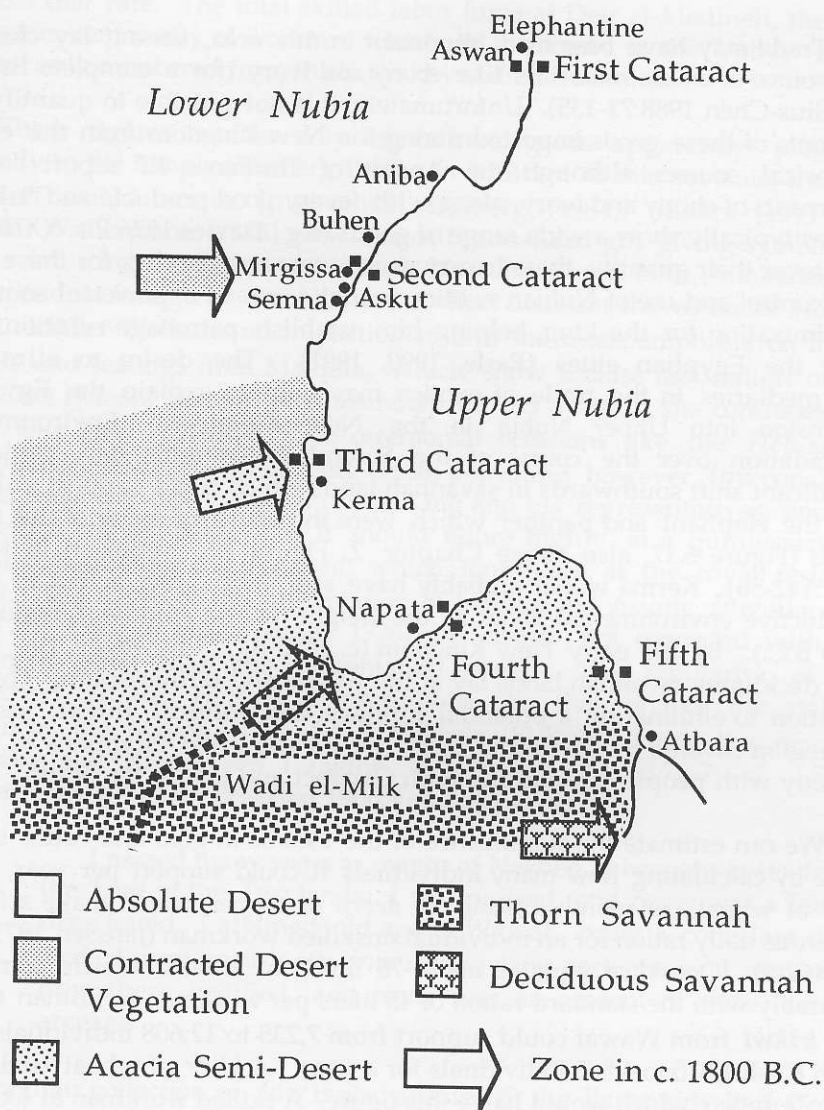 Elephantine
Aswan
First Cataract
Lower Nubia
Aniba
Buhen
Mirgissa
Second Cataract
Semna
Askut
Upper Nubia
Third Cataract
Kerma
Napata
Fourth
Cataract
Fifth
Cataract
Atbara
Wadi el-Milk
Absolute Desert
Contracted Desert
Vegetation
Acacia Semi-Desert
Thorn Savannah
Deciduous Savannah
Zone in c. 1800 B.C.